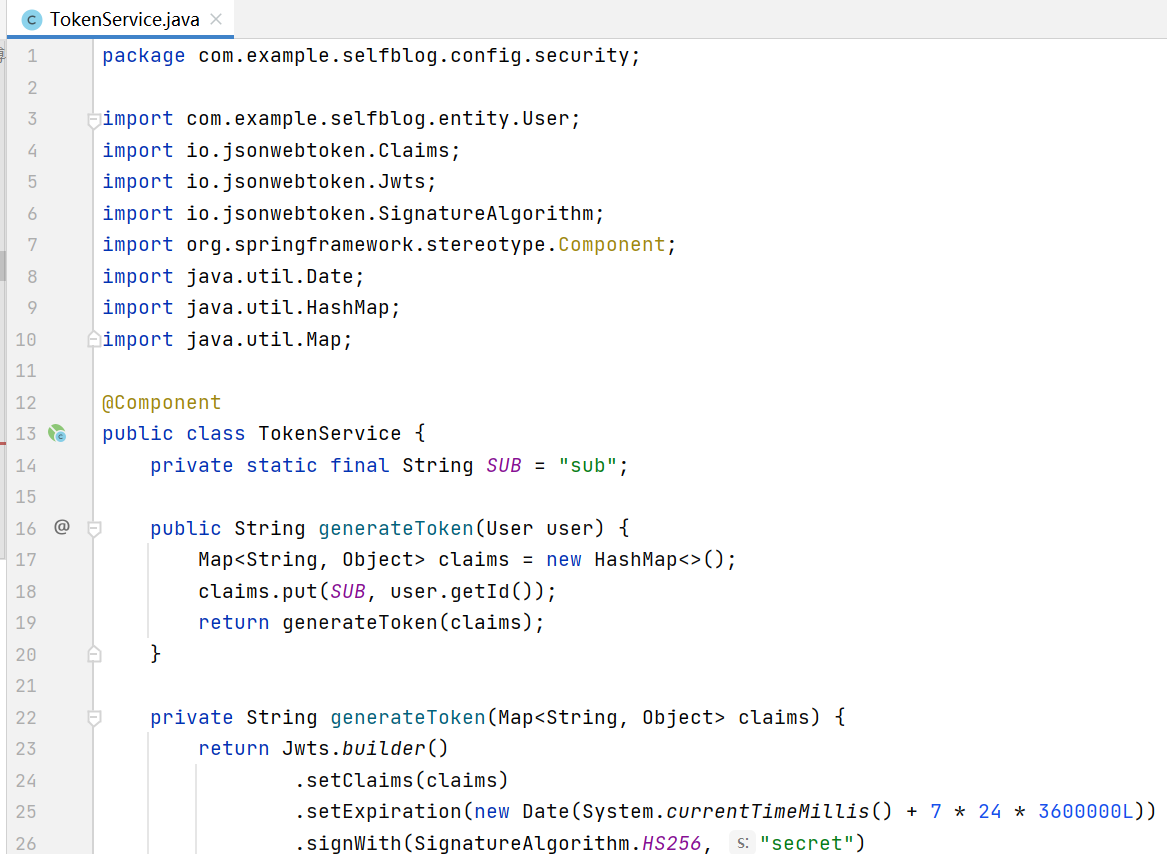 TokenService.java
1 package com.example.selfblog.config.security;
2
3 import com.example.selfblog.entity.User;
4 import io.jsonwebtoken.Claims;
5 import io.jsonwebtoken.Jwts;
6 import io.jsonwebtoken.SignatureAlgorithm;
7 import org.springframework.stereotype.Component;
8 import java.util.Date;
9 import java.util.HashMap;
10 import java.util.Map;
11
12 @Component
13 public class TokenService {
14     private static final String SUB = "sub";
15
16 @ public String generateToken(User user) {
17         Map<String, Object> claims = new HashMap<>();
18         claims.put(SUB, user.getId());
19         return generateToken(claims);
20     }
21
22     private String generateToken(Map<String, Object> claims) {
23         return Jwts.builder()
24                 .setClaims(claims)
25                 .setExpiration(new Date(System.currentTimeMillis() + 7 * 24 * 3600000L))
26                 .signWith(SignatureAlgorithm.HS256, s: "secret")